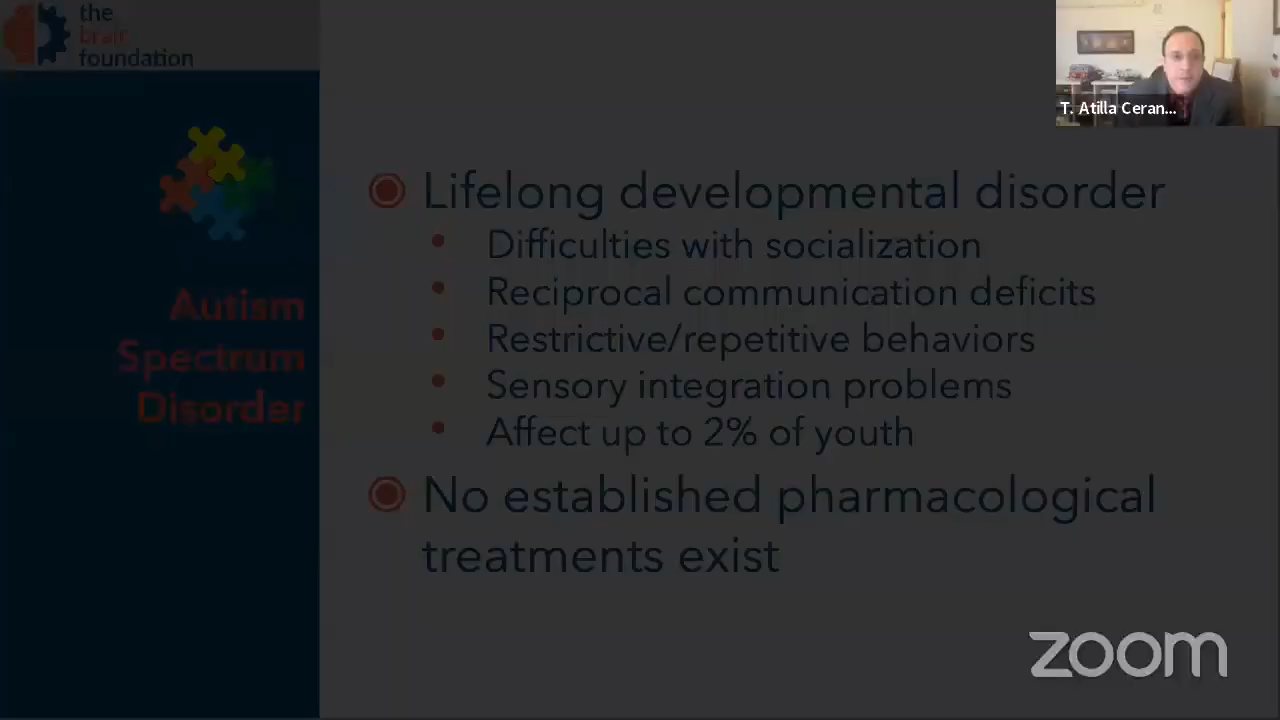 the
brain
foundation
T. Atilla Ceran...
Autism
Spectrum
Disorder
Lifelong developmental disorder
Difficulties with socialization
Reciprocal communication deficits
Restrictive/repetitive behaviors
Sensory integration problems
Affect up to 2% of youth
No established pharmacological
treatments exist
zoom